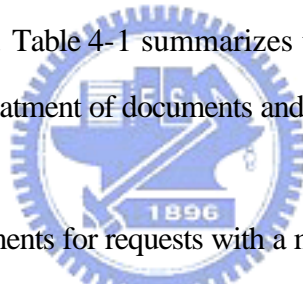 Table 4-1 summarizes
atment of documents and
1896
ments for requests with a